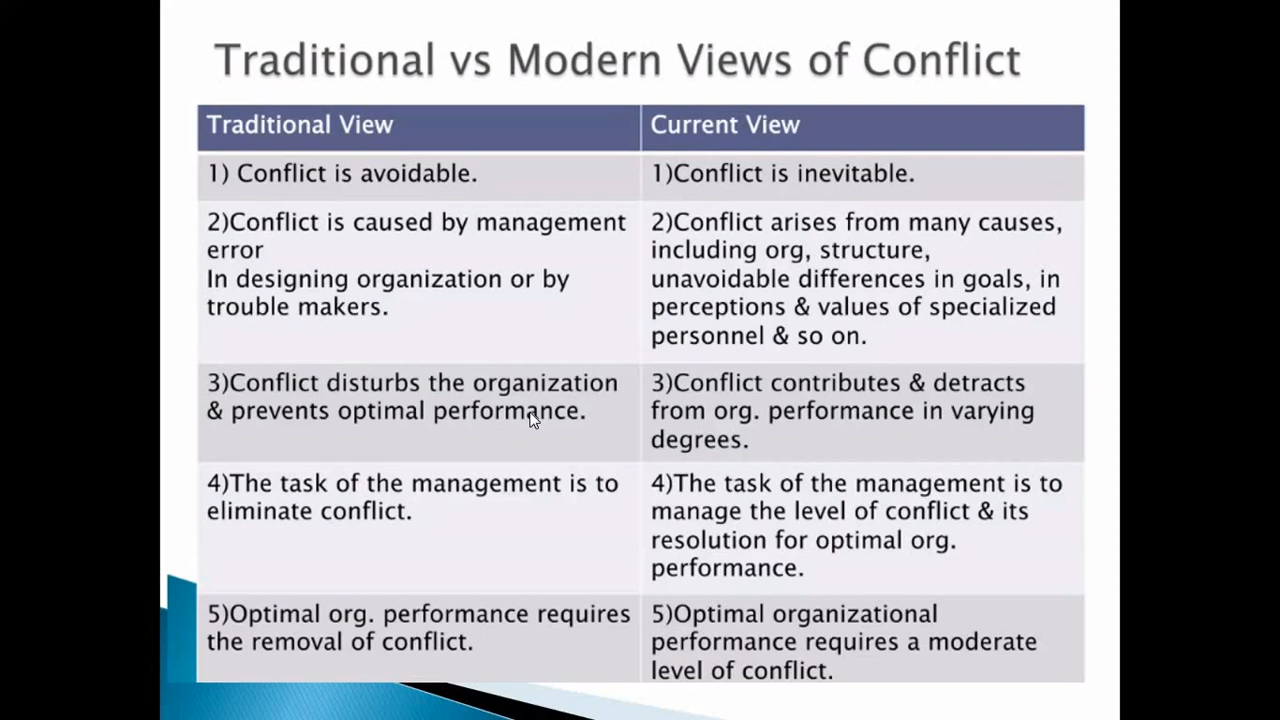 Traditional vs Modern Views of Conflict
Traditional View
Current View
1) Conflict is avoidable.
1)Conflict is inevitable.
2)Conflict is caused by management
error
In designing organization or by
trouble makers.
2)Conflict arises from many causes,
including org, structure,
unavoidable differences in goals, in
perceptions & values of specialized
personnel & so on.
3)Conflict disturbs the organization
& prevents optimal performance.
3)Conflict contributes & detracts
from org. performance in varying
degrees.
4)The task of the management is to
eliminate conflict.
4)The task of the management is to
manage the level of conflict & its
resolution for optimal org.
performance.
5)Optimal org. performance requires
the removal of conflict.
5)Optimal organizational
performance requires a moderate
level of conflict.